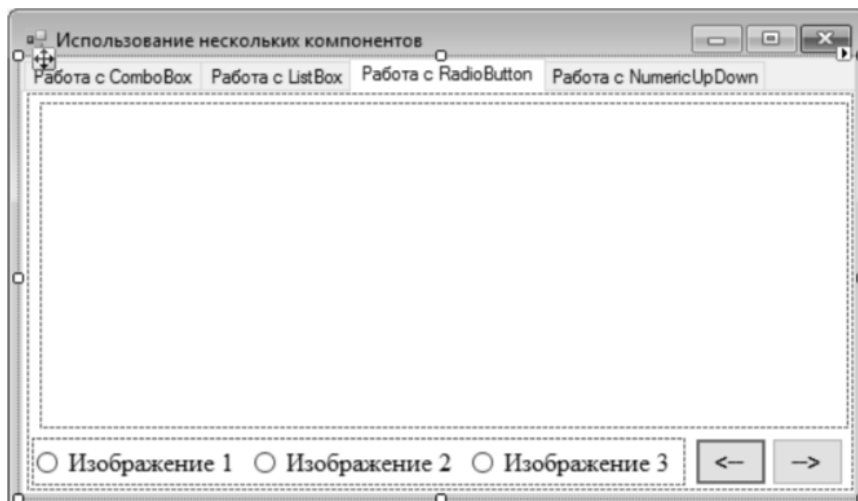 Использование нескольких компонентов
Работа с ComboBox Работа с ListBox Работа с RadioButton Работа с NumericUpDown
Изображение 1 Изображение 2 Изображение 3 <-- -->